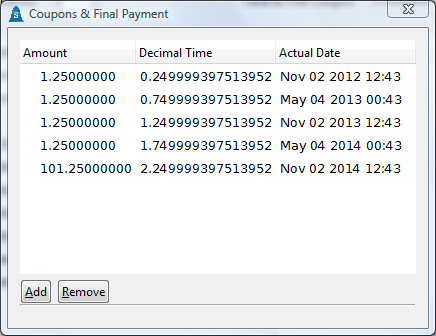 Coupons & Final Payment
Amount Decimal Time Actual Date
1.25000000 0.249999397513952 Nov 02 2012 12:43
1.25000000 0.749999397513952 May 04 2013 00:43
1.25000000 1.249999397513952 Nov 02 2013 12:43
1.25000000 1.749999397513952 May 04 2014 00:43
101.25000000 2.249999397513952 Nov 02 2014 12:43
Add Remove